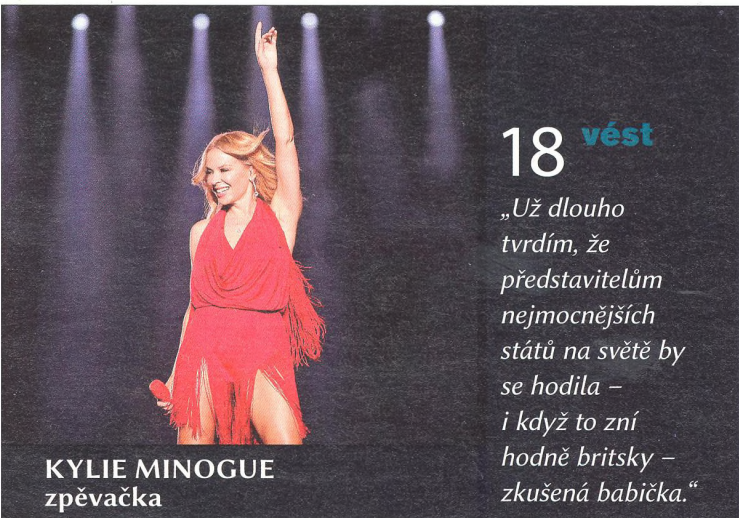 KYLIE MINOGUE
zpěvačka
18 vést
„Už dlouho
tvrdím, že
představitelům
nejmocnějších
států na světě by
se hodila –
i když to zní
hodně britsky –
zkušená babička.“